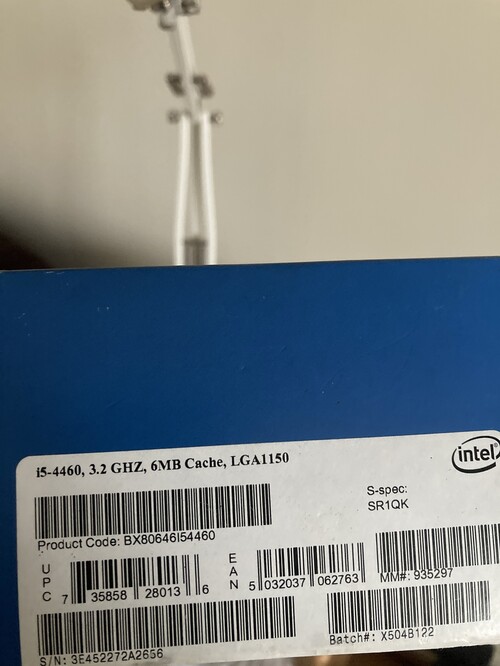 i5-4460, 3.2 GHZ, 6MB Cache, LGA1150
intel
S-spec:
SR1QK
Product Code: BX80646I54460
UPC 7 35858 28013 6
EAN 5 032037 062763
MM#: 935297
S/N: 3E452272A2656
Batch#: X504B122